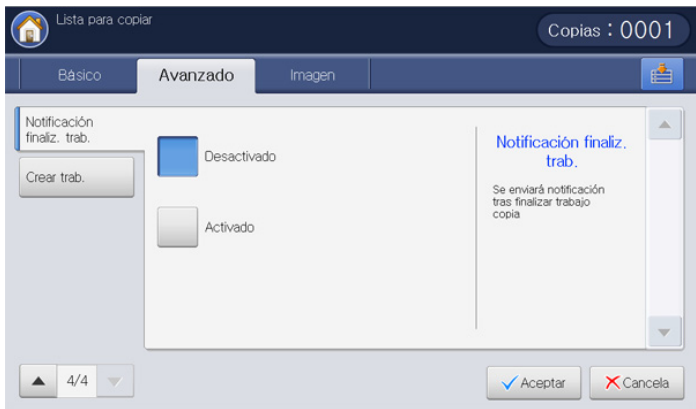 Lista para copiar
Copias : 0001
Básico
Avanzado
Imagen
Notificación
finaliz. trab.
Crear trab.
Desactivado
Activado
Notificación finaliz.
trab.
Se enviará notificación
tras finalizar trabajo
copia
4/4
Aceptar
Cancela